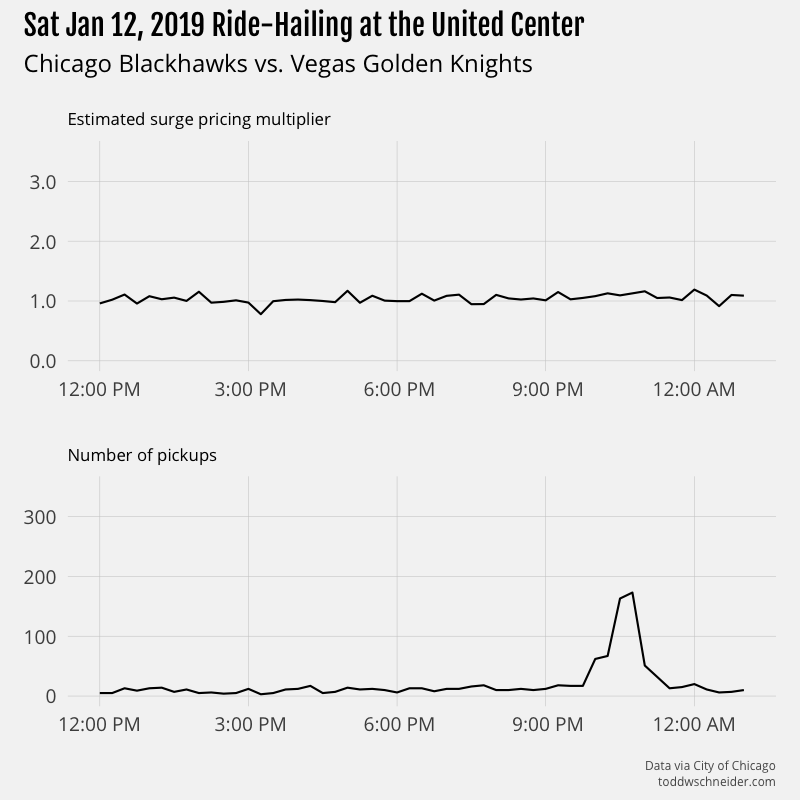 Sat Jan 12, 2019 Ride-Hailing at the United Center
Chicago Blackhawks vs. Vegas Golden Knights
Estimated surge pricing multiplier
3.0
2.0
1.0
0.0
12:00 PM 3:00 PM 6:00 PM 9:00 PM 12:00 AM
Number of pickups
300
200
100
0
12:00 PM 3:00 PM 6:00 PM 9:00 PM 12:00 AM
Data via City of Chicago
toddwschneider.com